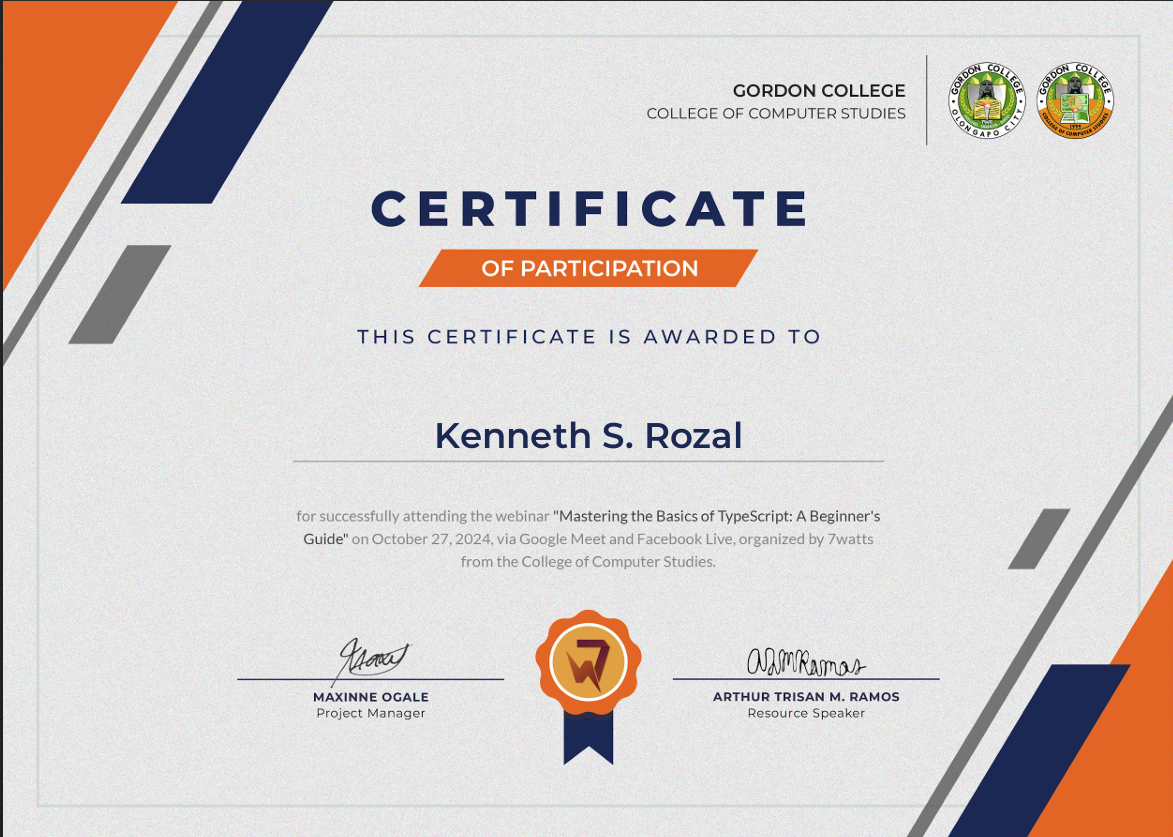 GORDON COLLEGE
COLLEGE OF COMPUTER STUDIES
GORDON COLLEGE
OLONGAPO CITY
GORDON COLLEGE
COLLEGE OF COMPUTER STUDIES
CERTIFICATE
OF PARTICIPATION
THIS CERTIFICATE IS AWARDED TO
Kenneth S. Rozal
for successfully attending the webinar "Mastering the Basics of TypeScript: A Beginner's
Guide" on October 27, 2024, via Google Meet and Facebook Live, organized by 7watts
from the College of Computer Studies.
7W
ADMRamos
MAXINNE OGALE
Project Manager
ARTHUR TRISAN M. RAMOS
Resource Speaker